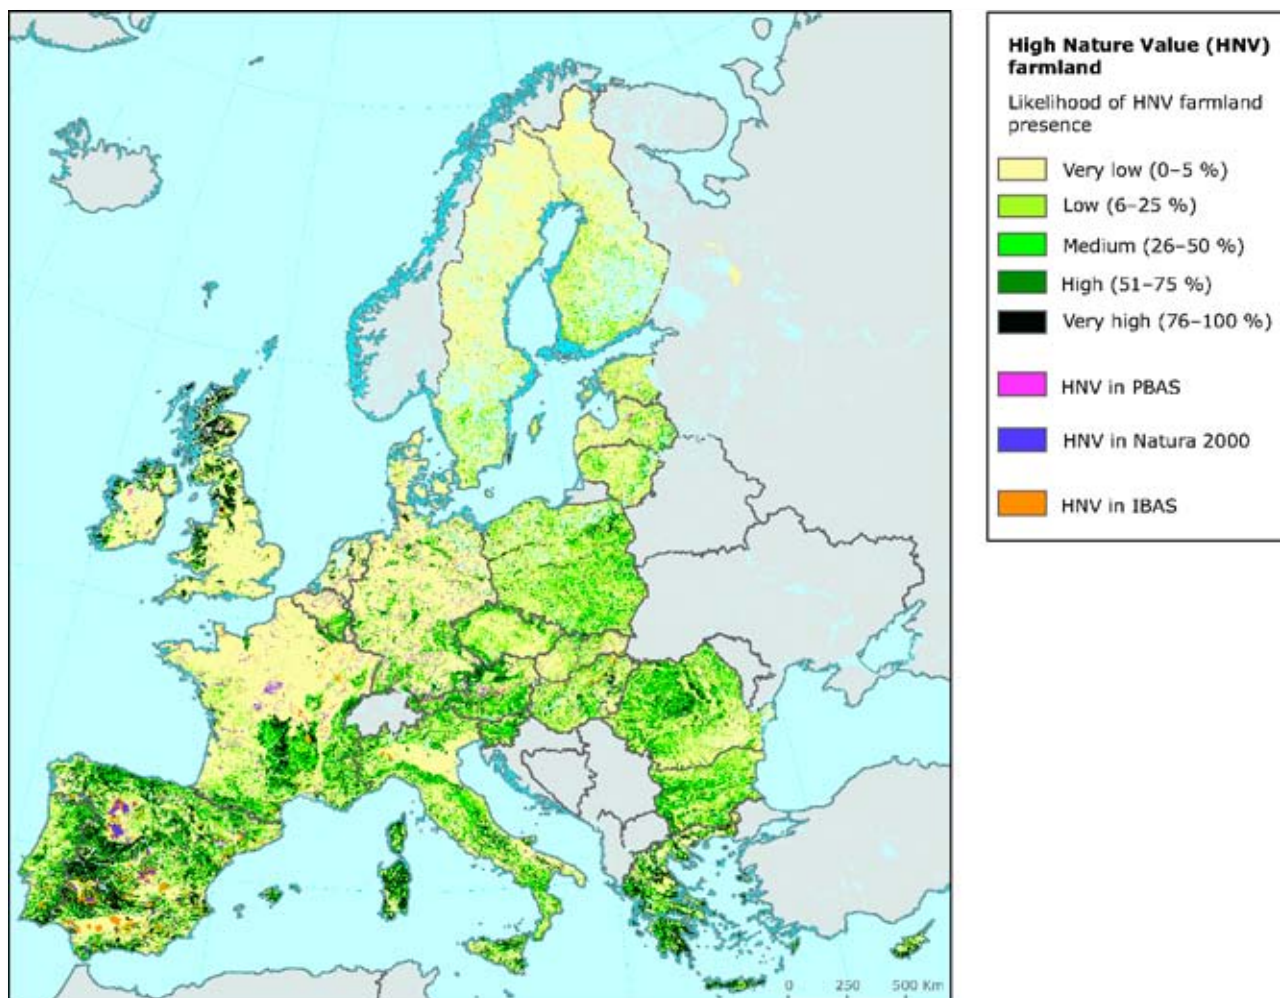 High Nature Value (HNV)
farmland
Likelihood of HNV farmland
presence
Very low (0–5 %)
Low (6–25 %)
Medium (26–50 %)
High (51–75 %)
Very high (76–100 %)
HNV in PBAS
HNV in Natura 2000
HNV in IBAS
0 250 500 Km